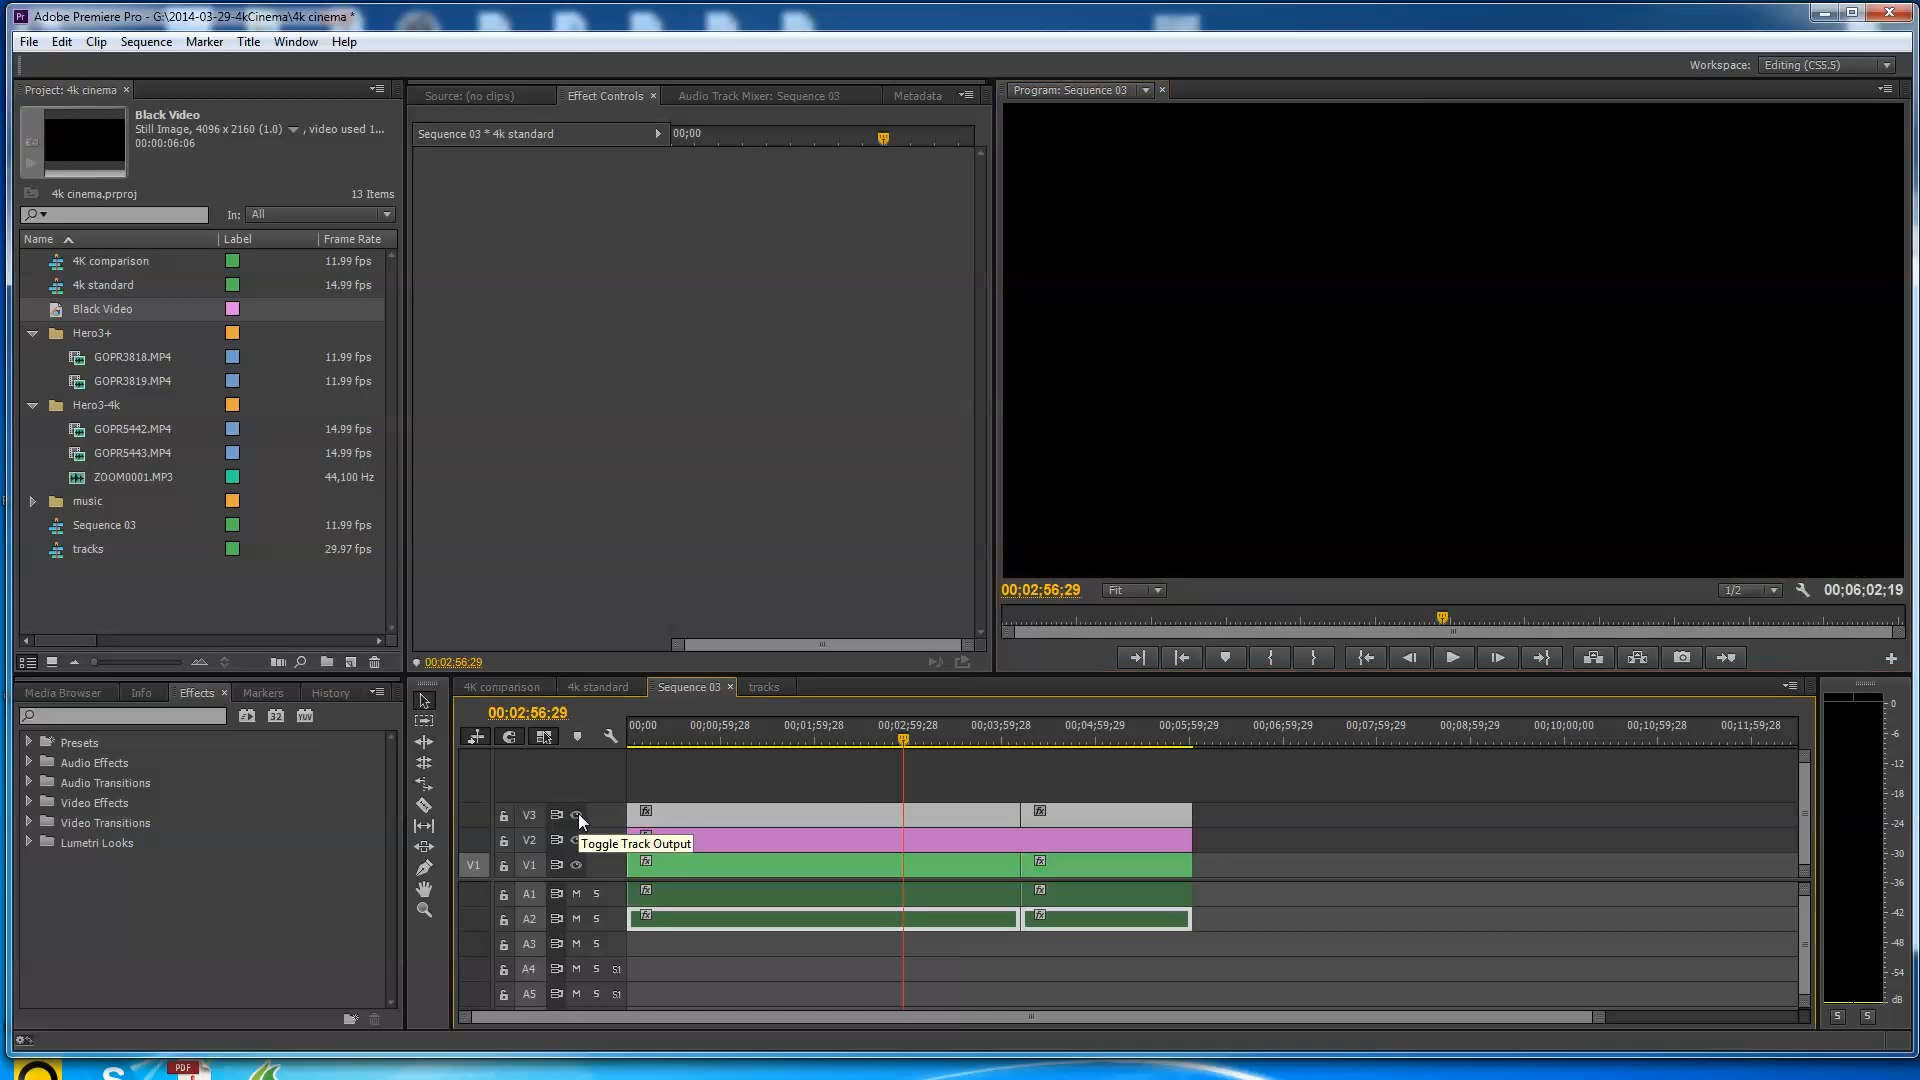 Adobe Premiere Pro - G:\2014-03-29-4kCinema\4k cinema *
File Edit Clip Sequence Marker Title Window Help
Workspace: Editing (CS5.5)
Project: 4k cinema
Black Video
Still Image, 4096 x 2160 (1.0) , video used 1...
00:00:06:06
4k cinema.prproj 13 Items
In: All
Name Label Frame Rate
4K comparison 11.99 fps
4k standard 14.99 fps
Black Video
Hero3+
GOPR3818.MP4 11.99 fps
GOPR3819.MP4 11.99 fps
Hero3-4k
GOPR5442.MP4 14.99 fps
GOPR5443.MP4 14.99 fps
ZOOM0001.MP3 44,100 Hz
music
Sequence 03 11.99 fps
tracks 29.97 fps
Source: (no clips) Effect Controls Audio Track Mixer: Sequence 03 Metadata
Sequence 03 * 4k standard 00;00
00;02;56;29
Program: Sequence 03
00;02;56;29 Fit 1/2 00;06;02;19
Media Browser Info Effects Markers History
32 YUV
Presets
Audio Effects
Audio Transitions
Video Effects
Video Transitions
Lumetri Looks
4K comparison 4k standard Sequence 03 tracks
00;02;56;29
00;00 00;00;59;28 00;01;59;28 00;02;59;28 00;03;59;28 00;04;59;28 00;05;59;29 00;06;59;28 00;07;59;28 00;08;59;28 00;10;00;00 00;10;59;28 00;11;59;28
V3 fx fx
V2
Toggle Track Output
V1 V1 fx fx
A1 M S fx fx
A2 M S fx fx
A3 M S
A4 M S S1
A5 M S S1
0
-6
-12
-18
-24
-30
-36
-42
-48
-54
dB
S S
PDF